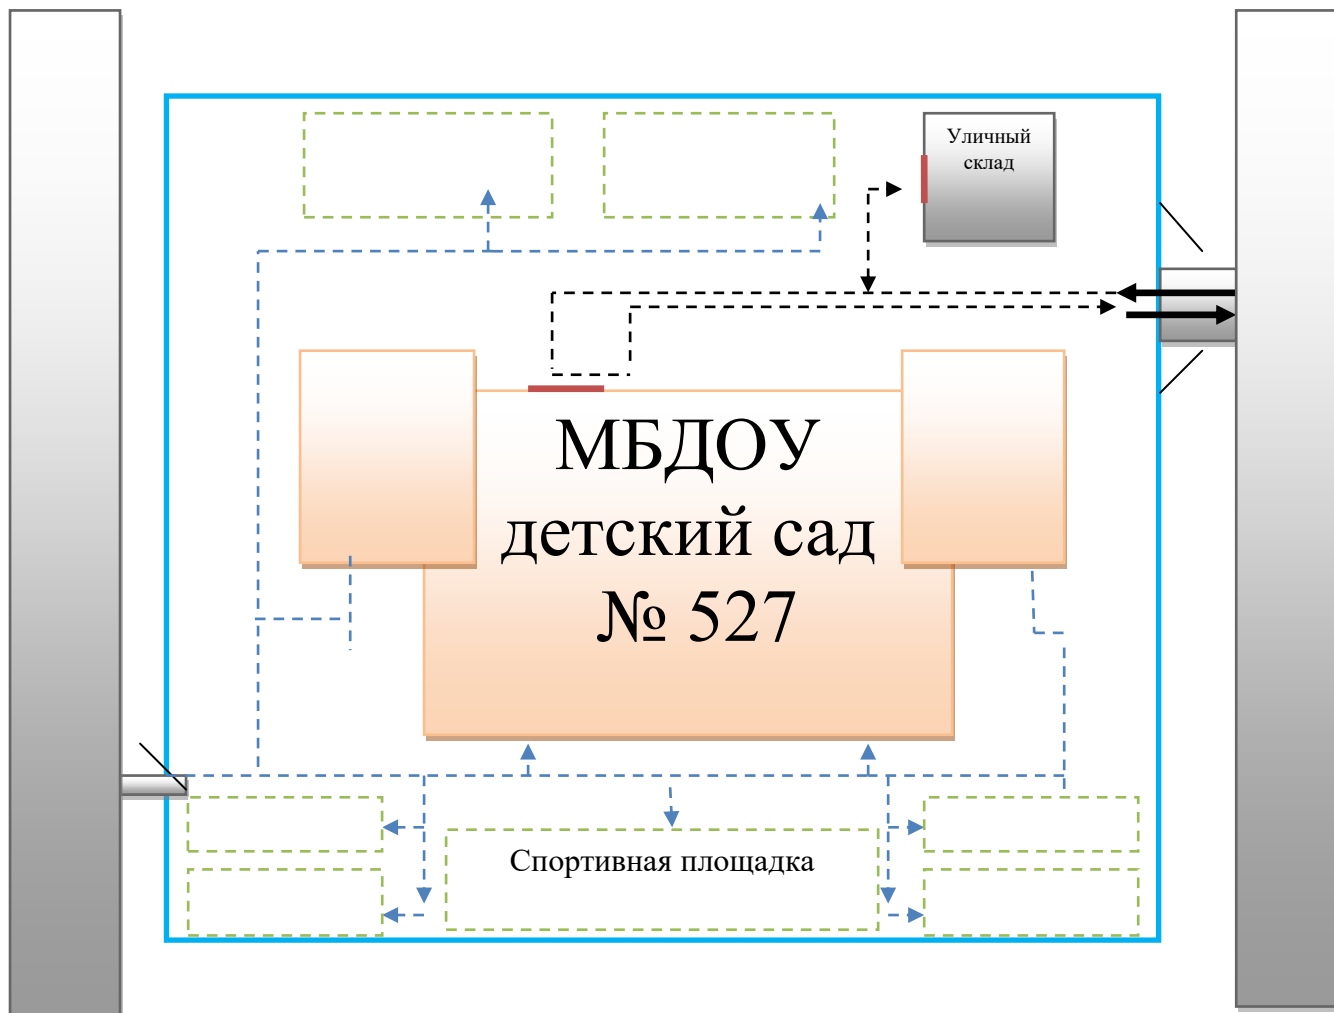 Уличный
склад
МБДОУ
детский сад
№ 527
Спортивная площадка